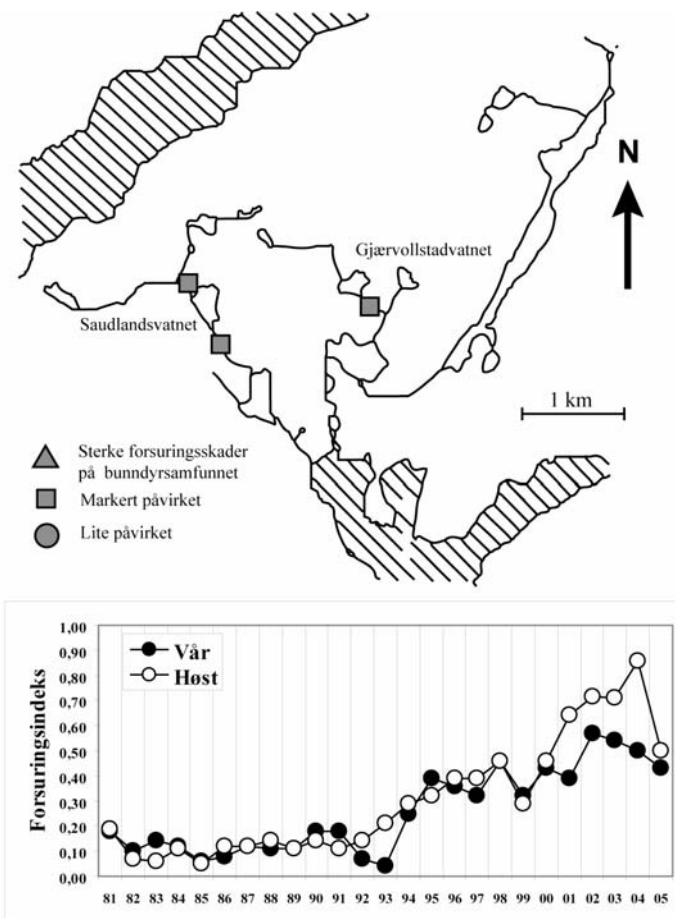 N
Gjærvollstadvatnet
Saudlandsvatnet
1 km
Sterke forsuringsskader
på bunndyrsamfunnet
Markert påvirket
Lite påvirket
1,00
0,90
0,80
0,70
0,60
0,50
0,40
0,30
0,20
0,10
0,00
Forsuringsindeks
Vår
Høst
81 82 83 84 85 86 87 88 89 90 91 92 93 94 95 96 97 98 99 00 01 02 03 04 05